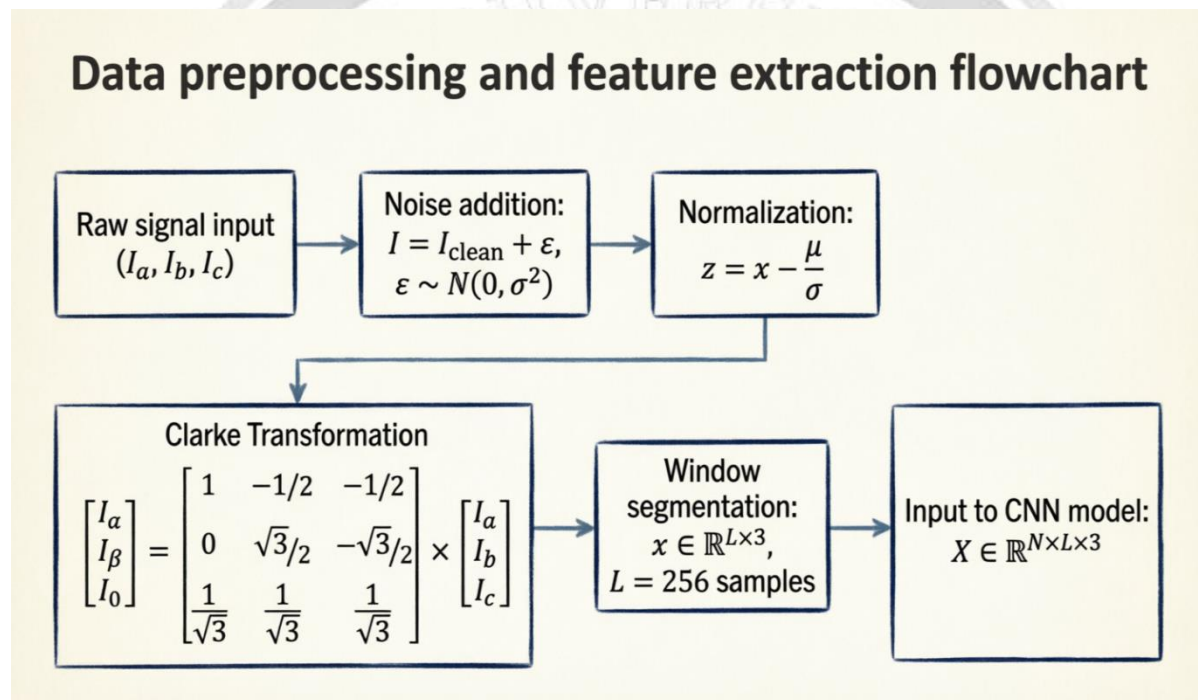 Data preprocessing and feature extraction flowchart
Raw signal input
(Iₐ, I_b, I_c)
Noise addition:
I = I_clean + ε,
ε ~ N(0, σ²)
Normalization:
z = x − μ/σ
Clarke Transformation
[I_α; I_β; I_0] = [1 −1/2 −1/2; 0 √3/2 −√3/2; 1/√3 1/√3 1/√3] × [I_a; I_b; I_c]
Window
segmentation:
x ∈ ℝ^{L×3},
L = 256 samples
Input to CNN model:
X ∈ ℝ^{N×L×3}